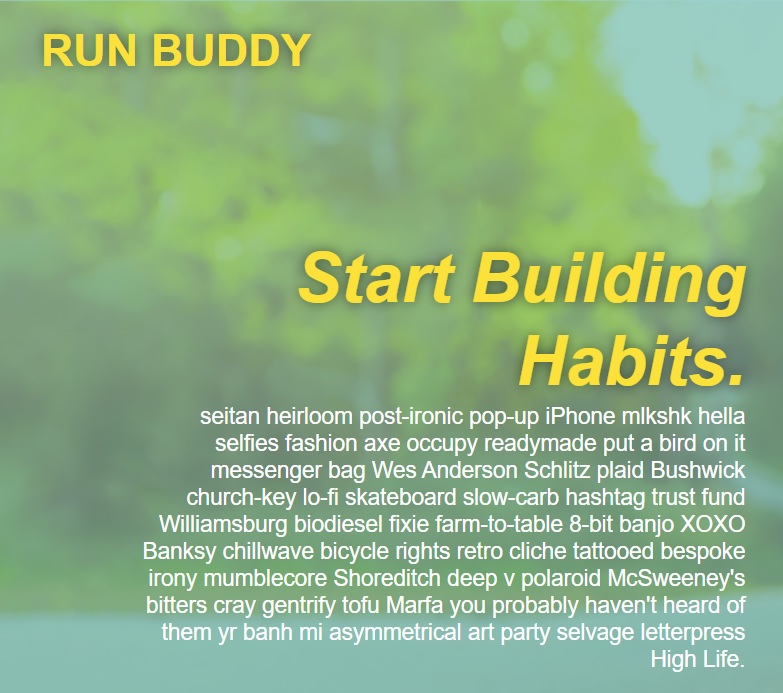 RUN BUDDY
Start Building
Habits.
seitan heirloom post-ironic pop-up iPhone mlkshk hella
selfies fashion axe occupy readymade put a bird on it
messenger bag Wes Anderson Schlitz plaid Bushwick
church-key lo-fi skateboard slow-carb hashtag trust fund
Williamsburg biodiesel fixie farm-to-table 8-bit banjo XOXO
Banksy chillwave bicycle rights retro cliche tattooed bespoke
irony mumblecore Shoreditch deep v polaroid McSweeney's
bitters cray gentrify tofu Marfa you probably haven't heard of
them yr banh mi asymmetrical art party selvage letterpress
High Life.